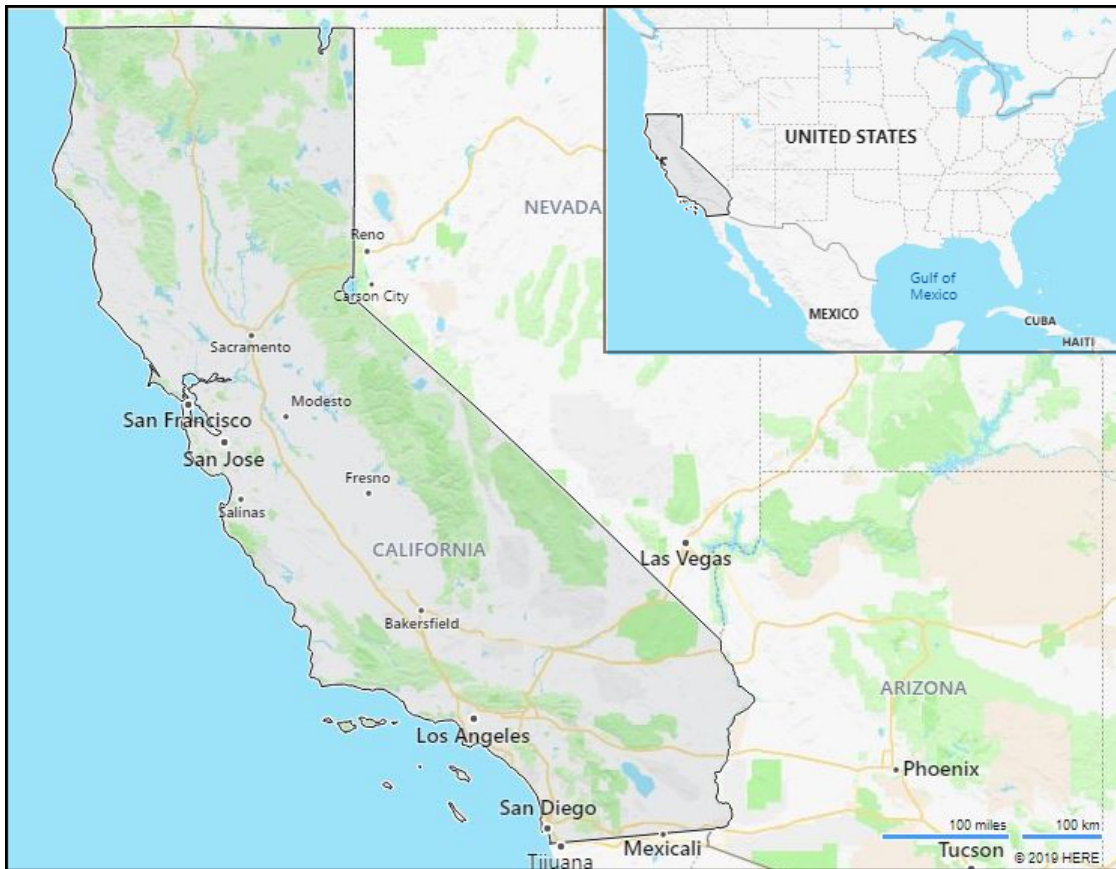 UNITED STATES
Gulf of
Mexico
MEXICO
CUBA
HAITI
NEVADA
Reno
Carson City
Sacramento
Modesto
San Francisco
San Jose
Fresno
Salinas
CALIFORNIA
Las Vegas
Bakersfield
ARIZONA
Los Angeles
Phoenix
San Diego
100 miles
100 km
Mexicali
Tijuana
Tucson
© 2019 HERE